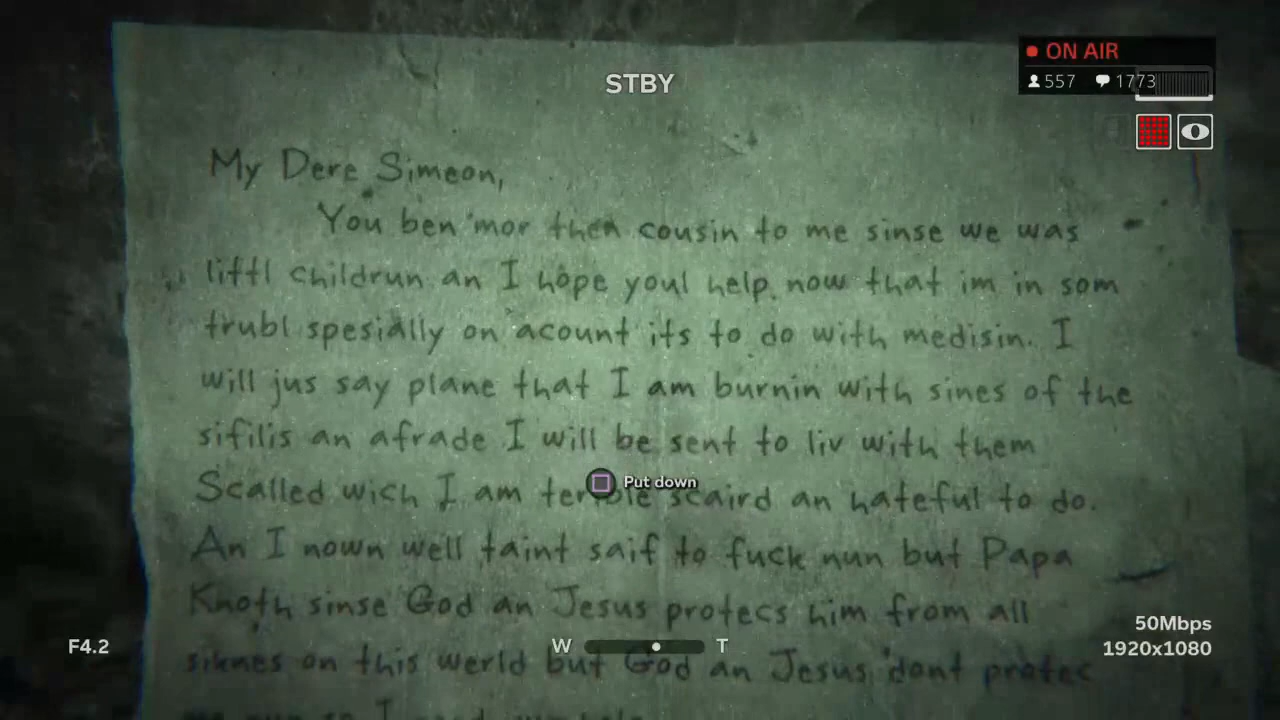 ON AIR
557 1773
STBY
My Dere Simeon,
You ben mor then cousin to me sinse we was
littl childrun an I hope youl help now that im in som
trubl spesially on acount its to do with medisin. I
will jus say plane that I am burnin with sines of the
sifilis an afrade I will be sent to liv with them
Scalled wich I am terrible scaird an hateful to do.
Put down
An I nown well taint saif to fuck nun but Papa
Knoth sinse God an Jesus protecs him from all
siknes on this werld but God an Jesus dont protec
F4.2
W T
50Mbps
1920x1080